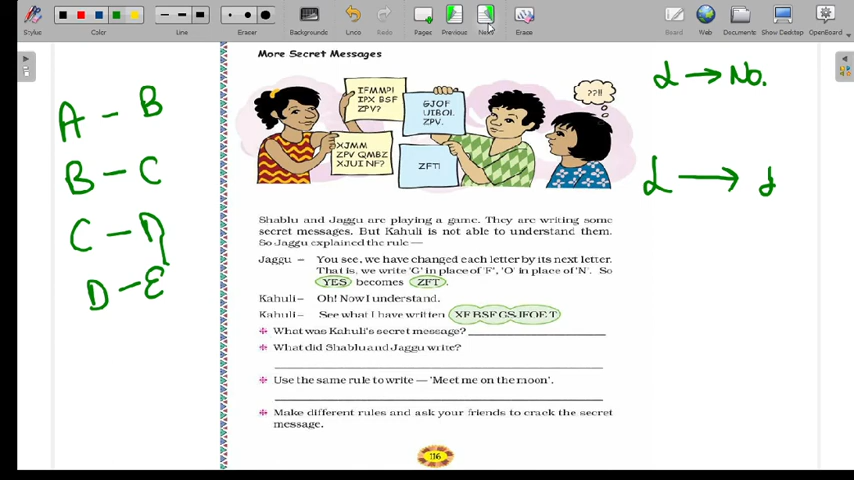 Stylus
Color
Line
Eraser
Backgrounds
Undo
Redo
Pages
Previous
Next
Erase
Board
Web
Documents
Show Desktop
OpenBoard
More Secret Messages
IFMMP!
IPX BSF
ZPV?
GJOF
UIBOL
ZPV.
XJMM
ZPV QMBZ
XJUI NF?
ZFT!
??!!
A - B
B - C
C - D
D - E
α → No.
α → α
Shablu and Jaggu are playing a game. They are writing some
secret messages. But Kahuli is not able to understand them.
So Jaggu explained the rule —
Jaggu – You see, we have changed each letter by its next letter.
That is, we write 'G' in place of 'F', 'O' in place of 'N'. So
YES becomes ZFT.
Kahuli– Oh! Now I understand.
Kahuli– See what I have written XF BSF GSJFOET
What was Kahuli's secret message?
What did Shablu and Jaggu write?
Use the same rule to write — 'Meet me on the moon'.
Make different rules and ask your friends to crack the secret
message.
116